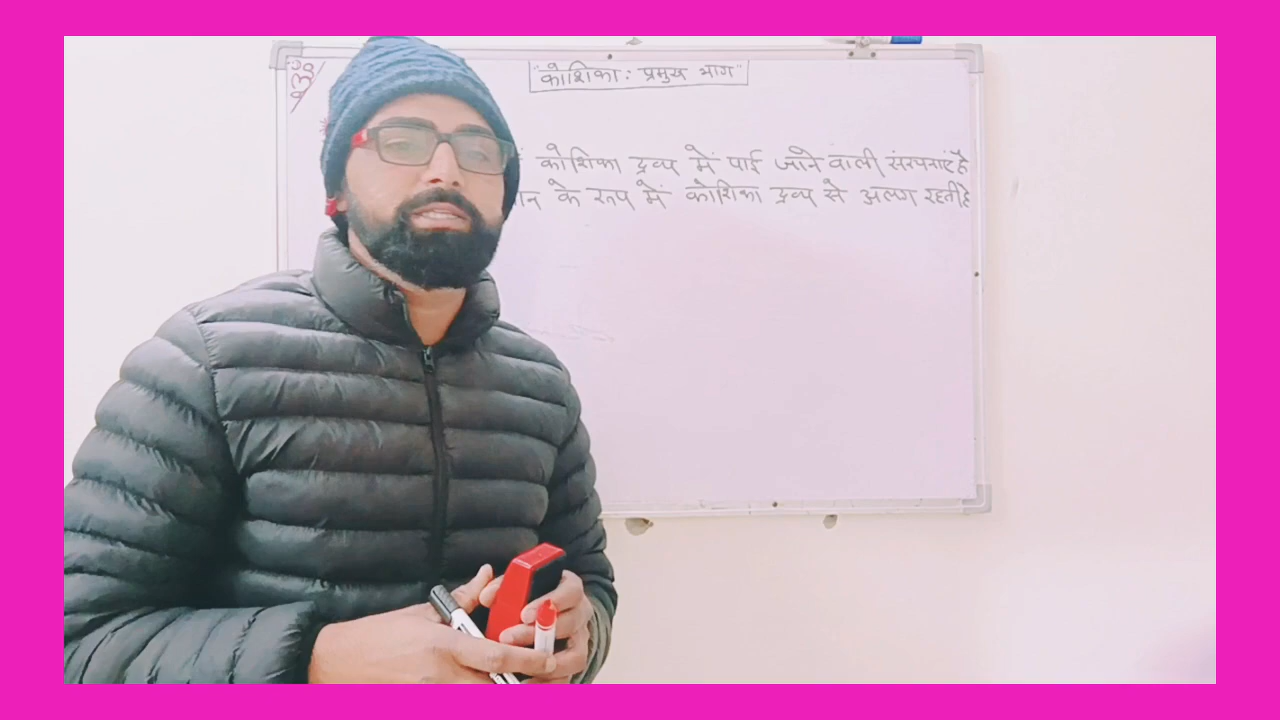 ॐ
"कोशिका: प्रमुख भाग"
कोशिका द्रव्य में पाई जाने वाली संरचनाएं है
के रूप में कोशिका द्रव्य से अलग रहती है